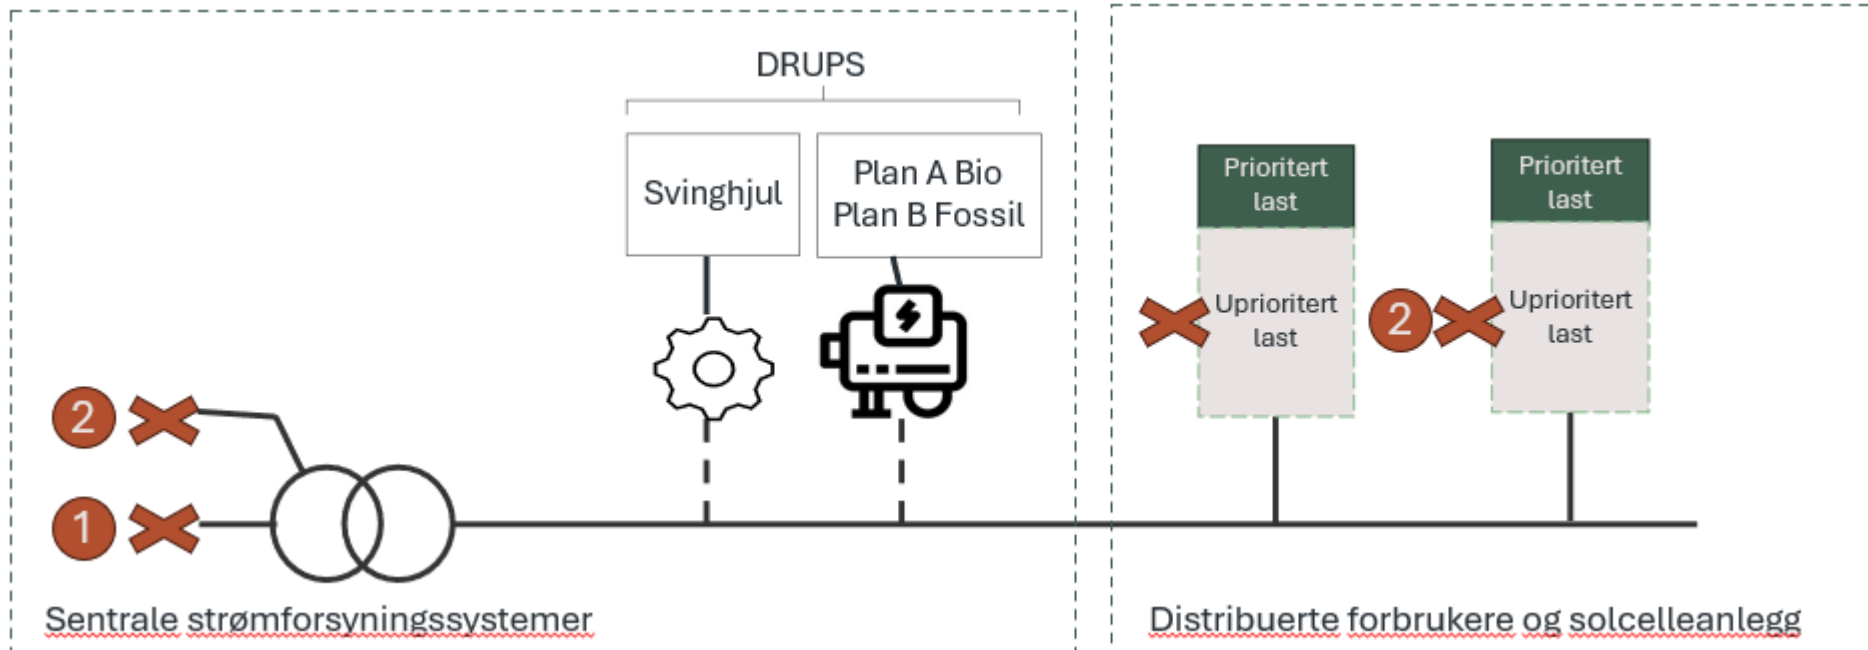 DRUPS
Svinghjul
Plan A Bio
Plan B Fossil
Prioritert
last
Uprioritert
last
2
Prioritert
last
Uprioritert
last
2
1
Sentrale strømforsyningssystemer
Distribuerte forbrukere og solcelleanlegg